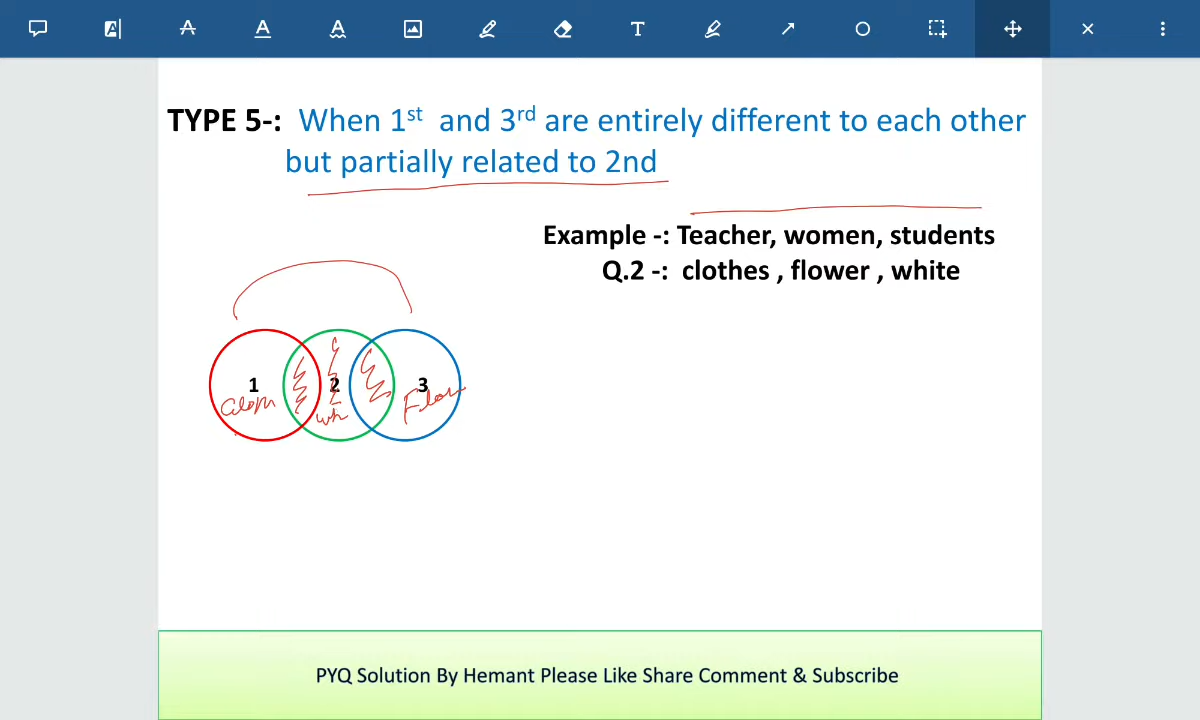 TYPE 5-: When 1st and 3rd are entirely different to each other
but partially related to 2nd
Example -: Teacher, women, students
Q.2 -: clothes , flower , white
1 2 3
wh
PYQ Solution By Hemant Please Like Share Comment & Subscribe